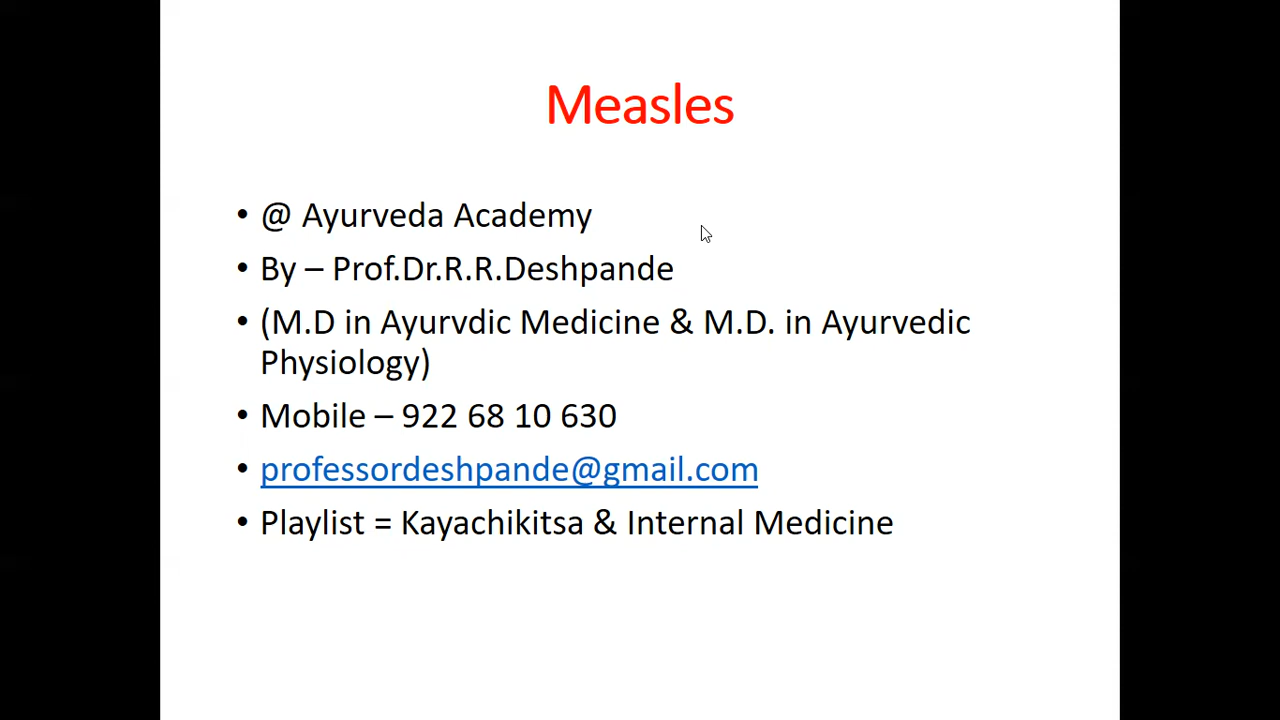 Measles
• @ Ayurveda Academy
• By – Prof.Dr.R.R.Deshpande
• (M.D in Ayurvdic Medicine & M.D. in Ayurvedic
Physiology)
• Mobile – 922 68 10 630
• professordeshpande@gmail.com
• Playlist = Kayachikitsa & Internal Medicine